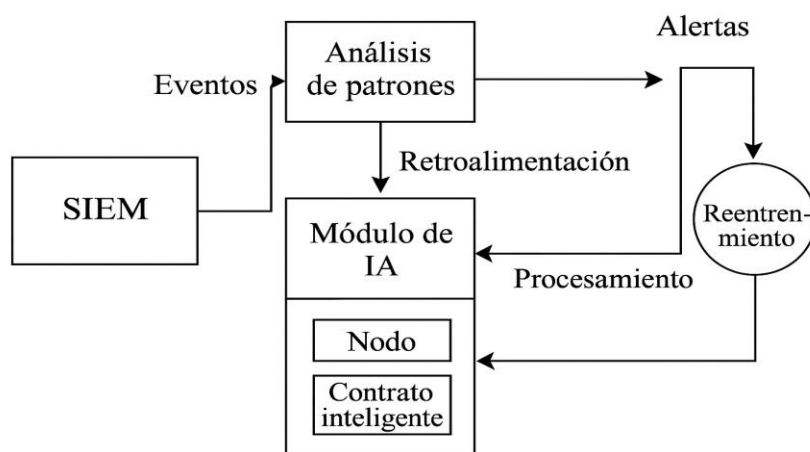 Alertas
Análisis
de patrones
Eventos
Retroalimentación
SIEM
Módulo de
IA
Reentren-
miento
Procesamiento
Nodo
Contrato
inteligente